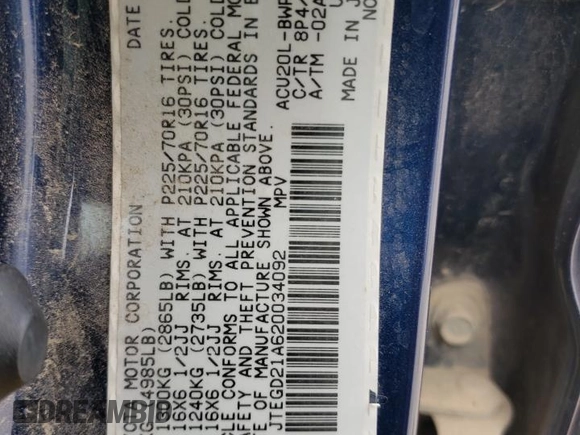 DATE
MOTOR CORPORATION
4985LB)
(2865LB) WITH P225/70R16 TIRES,
16X6 1/2JJ RIMS, AT 210KPA (30PSI) COLD
1240KG (2735LB) WITH P225/70R16 TIRES,
16X6 1/2JJ RIMS, AT 210KPA (30PSI) COLD
CONFORMS TO ALL APPLICABLE FEDERAL
AND THEFT PREVENTION STANDARDS IN
OF MANUFACTURE SHOWN ABOVE.
JTEGD21A620034092
MPV
ACU20L-BWP
C/TR 8P4/
A/TM -02A
MADE IN
DREAMBID